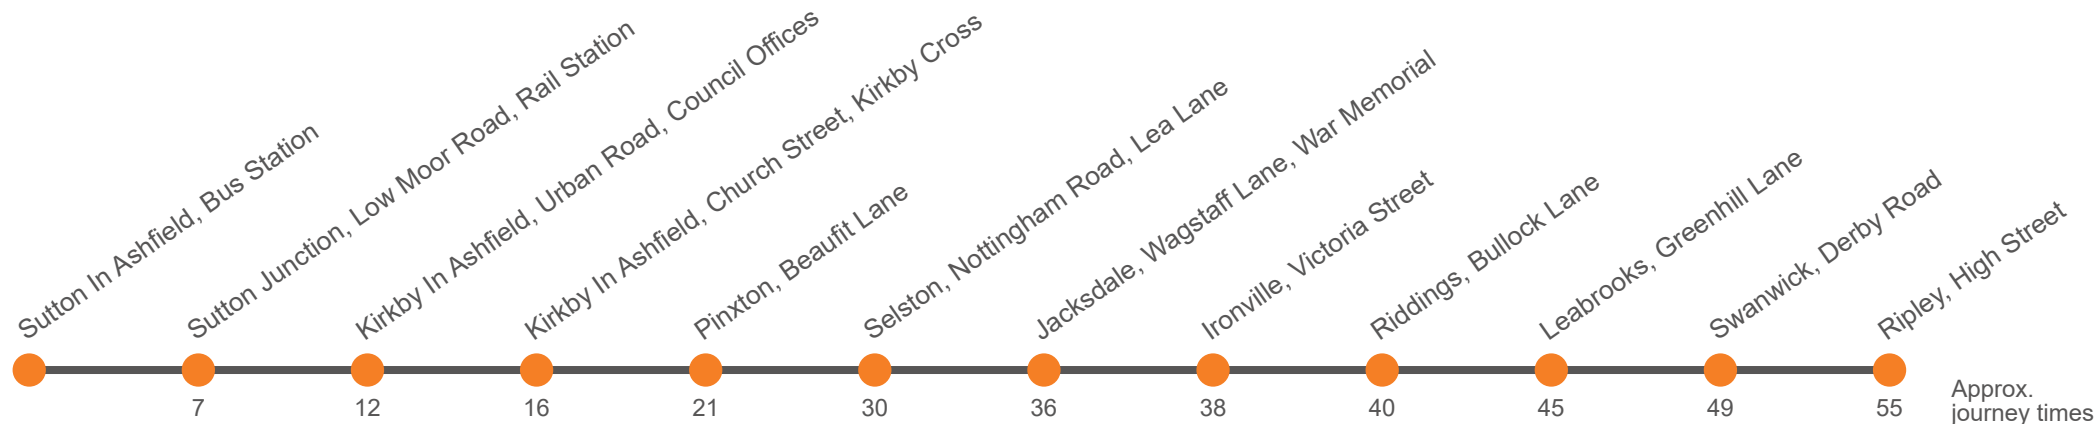 Sutton In Ashfield, Bus Station
Sutton Junction, Low Moor Road, Rail Station
Kirkby In Ashfield, Urban Road, Council Offices
Kirkby In Ashfield, Church Street, Kirkby Cross
Pinxton, Beaufit Lane
Selston, Nottingham Road, Lea Lane
Jacksdale, Wagstaff Lane, War Memorial
Ironville, Victoria Street
Riddings, Bullock Lane
Leabrooks, Greenhill Lane
Swanwick, Derby Road
Ripley, High Street
7 12 16 21 30 36 38 40 45 49 55
Approx.
journey times